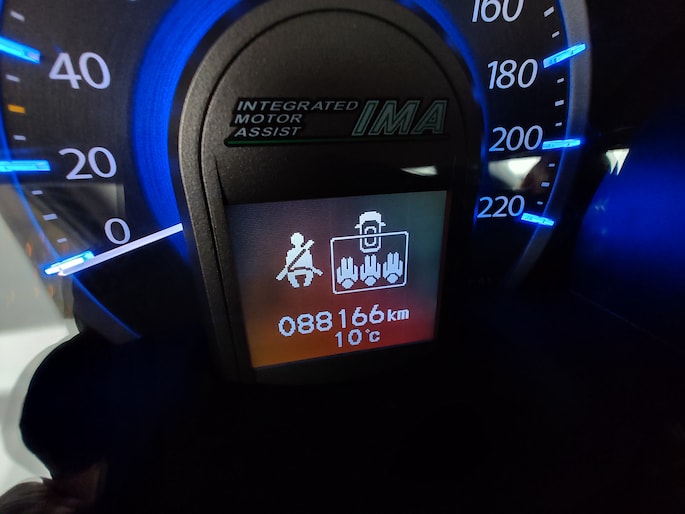 160
40
180
INTEGRATED
MOTOR
ASSIST
IMA
200
20
220
0
088166km
10°C